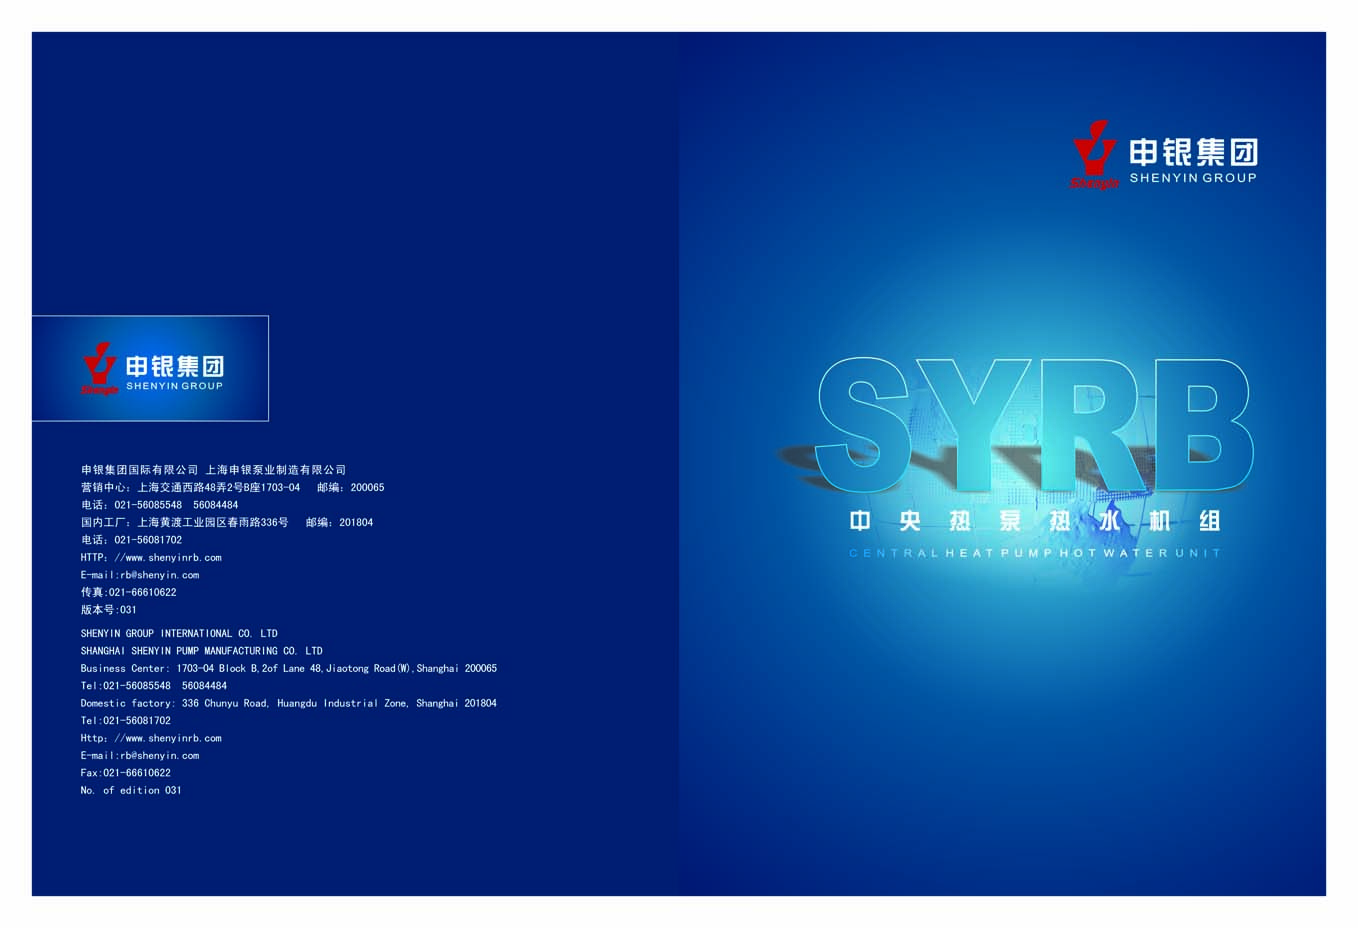 申银集团
SHENYIN GROUP
Shenyin
申银集团国际有限公司 上海申银泵业制造有限公司
营销中心：上海交通西路48弄2号B座1703-04 邮编：200065
电话：021-56085548 56084484
国内工厂：上海黄渡工业园区春雨路336号 邮编：201804
电话：021-56081702
HTTP：//www.shenyinrb.com
E-mail:rb@shenyin.com
传真:021-66610622
版本号:031
SHENYIN GROUP INTERNATIONAL CO. LTD
SHANGHAI SHENYIN PUMP MANUFACTURING CO. LTD
Business Center: 1703-04 Block B,2of Lane 48,Jiaotong Road(W),Shanghai 200065
Tel:021-56085548 56084484
Domestic factory: 336 Chunyu Road, Huangdu Industrial Zone, Shanghai 201804
Tel:021-56081702
Http：//www.shenyinrb.com
E-mail:rb@shenyin.com
Fax:021-66610622
No. of edition 031
申银集团
SHENYIN GROUP
Shenyin
SYRB
中央热泵热水机组
CENTRAL HEAT PUMP HOT WATER UNIT